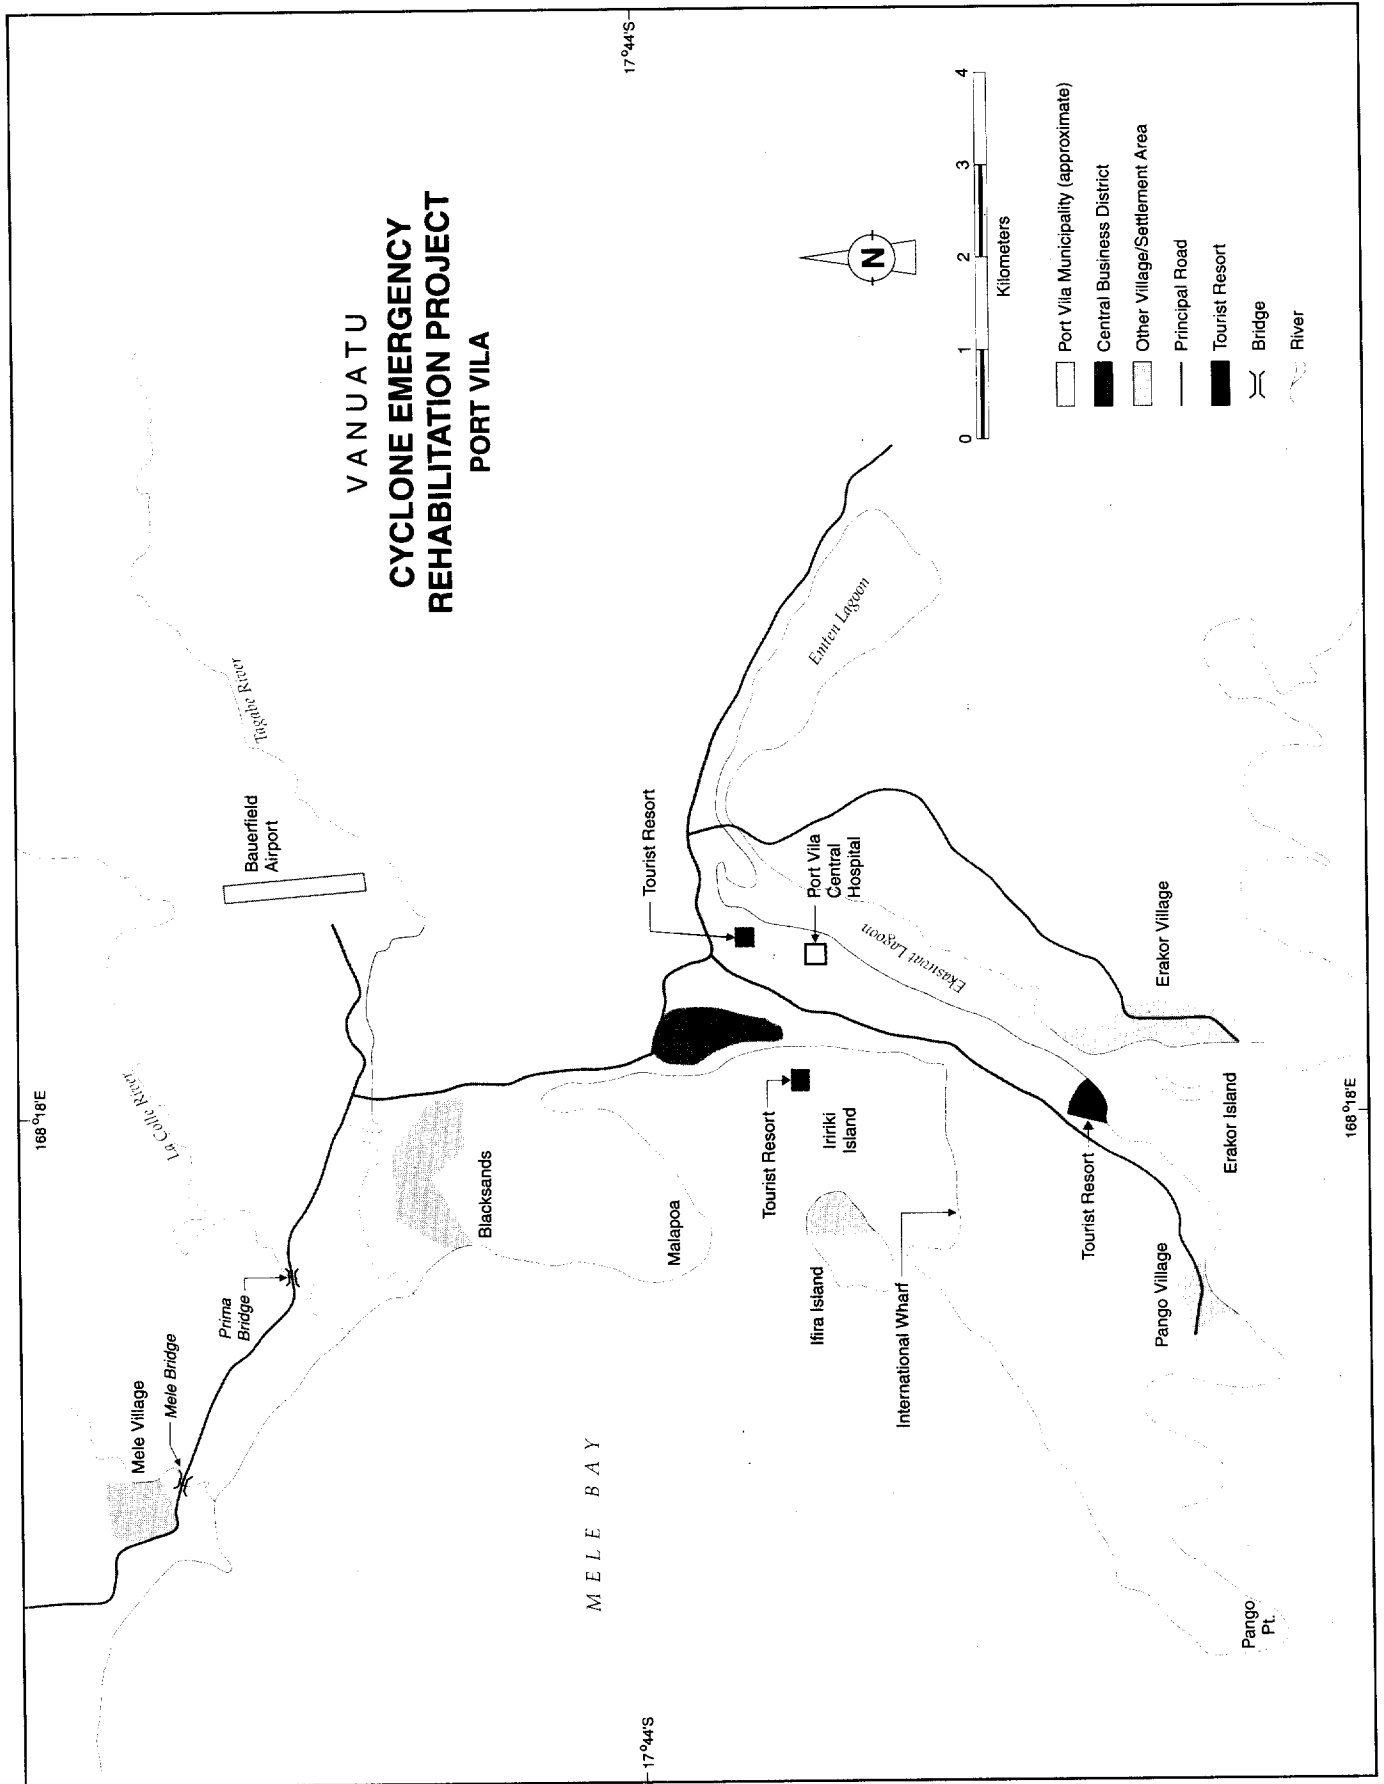 VANUATU
CYCLONE EMERGENCY
REHABILITATION PROJECT
PORT VILA
168°18'E
168°18'E
17°44'S
17°44'S
Mele Village
Mele Bridge
Prima
Bridge
La Colle River
Bauerfield
Airport
Tagabe River
Blacksands
Malapoa
MELE BAY
Tourist Resort
Tourist Resort
Iririki
Island
Ifira Island
International Wharf
Port Vila
Central
Hospital
Emten Lagoon
Ekasuvat Lagoon
Erakor Village
Erakor Island
Tourist Resort
Pango Village
Pango
Pt.
N
0 1 2 3 4
Kilometers
Port Vila Municipality (approximate)
Central Business District
Other Village/Settlement Area
Principal Road
Tourist Resort
Bridge
River